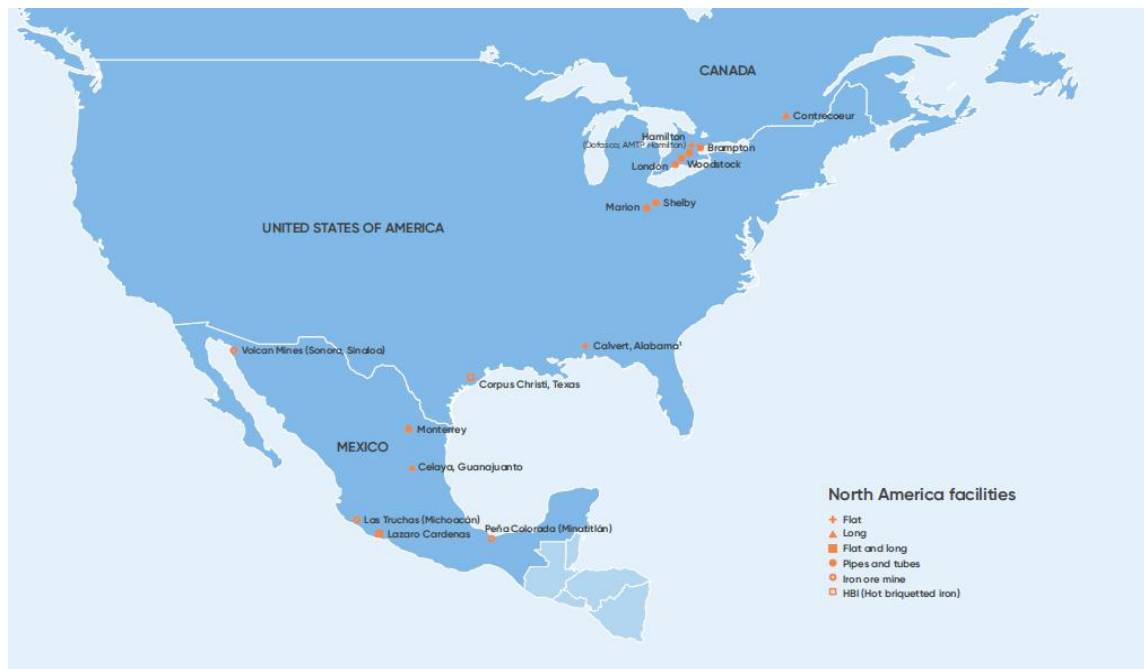 CANADA
Contrecoeur
Hamilton
(Dofasco, AMTP Hamilton)
Brampton
Woodstock
London
Shelby
Marion
UNITED STATES OF AMERICA
Calvert, Alabama¹
Volcan Mines (Sonora, Sinaloa)
Corpus Christi, Texas
Monterrey
MEXICO
Celaya, Guanajuanto
Las Truchas (Michoacán)
Peña Colorada (Minatitlán)
Lazaro Cardenas
North America facilities
Flat
Long
Flat and long
Pipes and tubes
Iron ore mine
HBI (Hot briquetted iron)